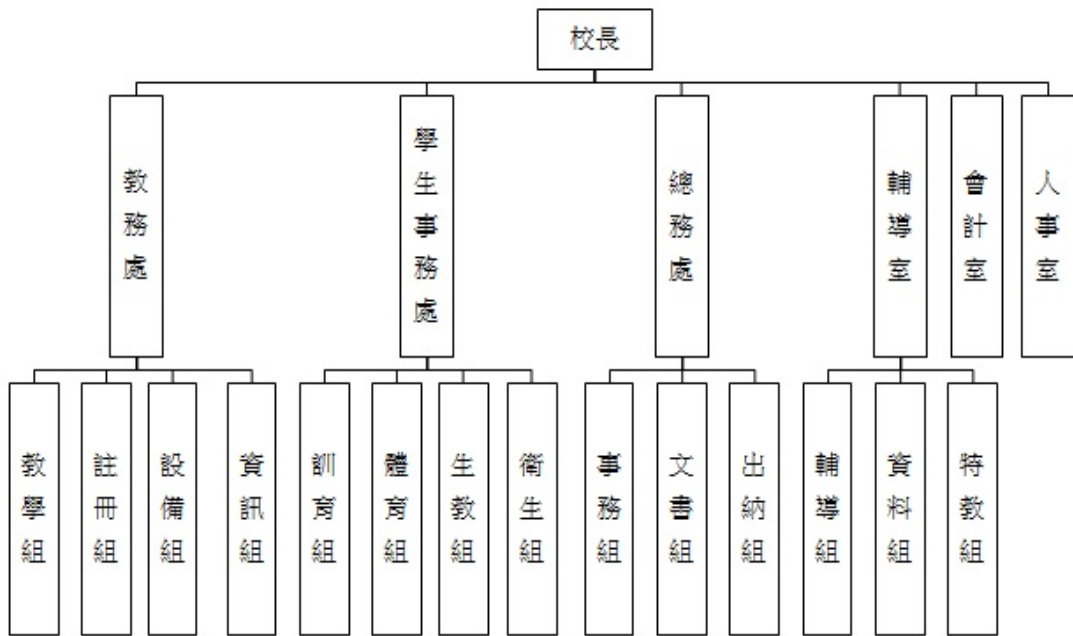 校長
教務處
學生事務處
總務處
輔導室
會計室
人事室
教學組
註冊組
設備組
資訊組
訓育組
體育組
生教組
衛生組
事務組
文書組
出納組
輔導組
資料組
特教組